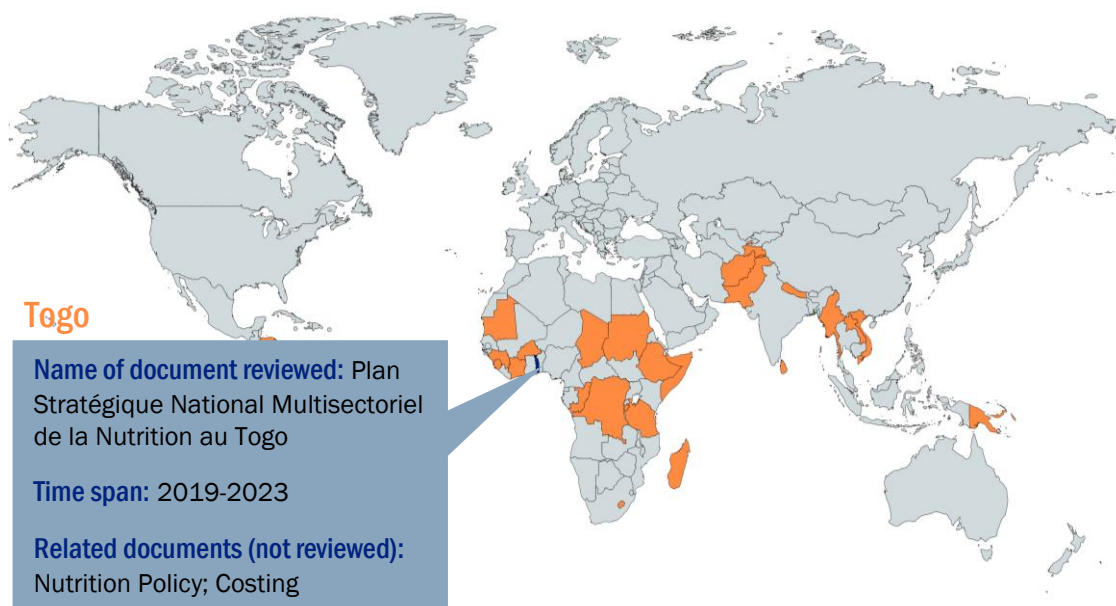 Togo
Name of document reviewed: Plan
Stratégique National Multisectoriel
de la Nutrition au Togo
Time span: 2019-2023
Related documents (not reviewed):
Nutrition Policy; Costing